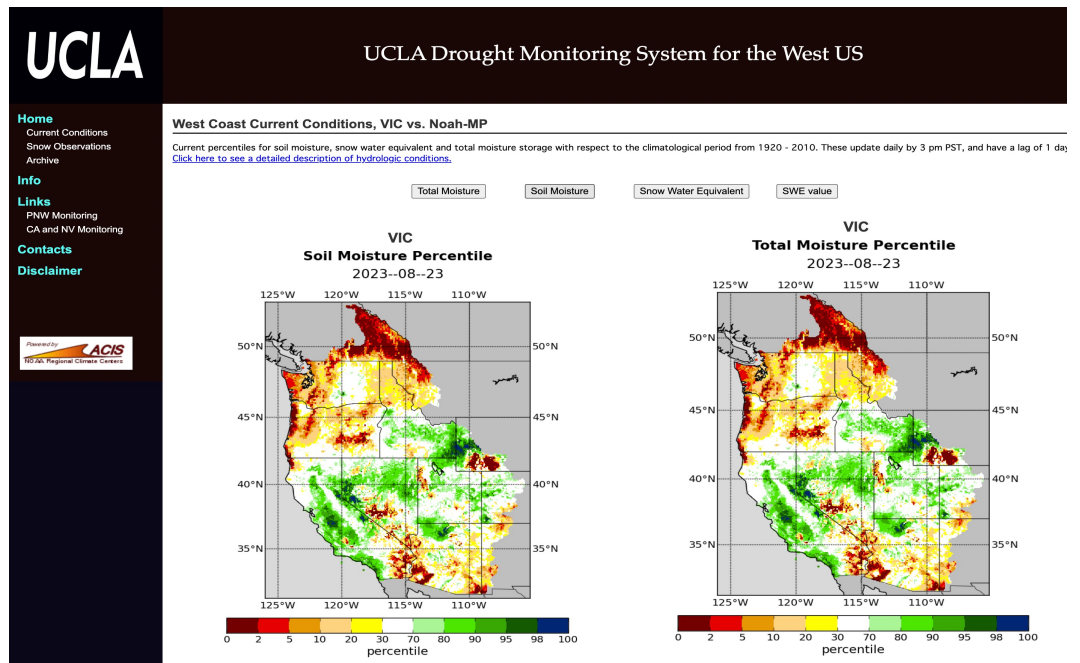 UCLA
UCLA Drought Monitoring System for the West US
Home
Current Conditions
Snow Observations
Archive
Info
Links
PNW Monitoring
CA and NV Monitoring
Contacts
Disclaimer
Powered by
ACIS
NOAA Regional Climate Centers
West Coast Current Conditions, VIC vs. Noah-MP
Current percentiles for soil moisture, snow water equivalent and total moisture storage with respect to the climatological period from 1920 - 2010. These update daily by 3 pm PST, and have a lag of 1 day
Click here to see a detailed description of hydrologic conditions.
Total Moisture Soil Moisture Snow Water Equivalent SWE value
VIC
Soil Moisture Percentile
2023--08--23
125°W 120°W 115°W 110°W
50°N 50°N
45°N 45°N
40°N 40°N
35°N 35°N
125°W 120°W 115°W 110°W
0 2 5 10 20 30 70 80 90 95 98 100
percentile
VIC
Total Moisture Percentile
2023--08--23
125°W 120°W 115°W 110°W
50°N 50°N
45°N 45°N
40°N 40°N
35°N 35°N
125°W 120°W 115°W 110°W
0 2 5 10 20 30 70 80 90 95 98 100
percentile